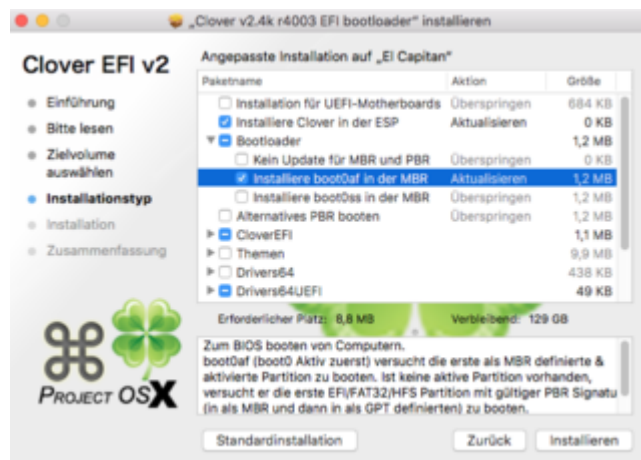 „Clover v2.4k r4003 EFI bootloader“ installieren
Clover EFI v2
Angepasste Installation auf „El Capitan“
Paketname Aktion Größe
Einführung
Bitte lesen
Zielvolume
auswählen
Installationstyp
Installation
Zusammenfassung
Installation für UEFI-Motherboards Überspringen 684 KB
Installiere Clover in der ESP Aktualisieren 0 KB
Bootloader 1,2 MB
Kein Update für MBR und PBR Überspringen 0 KB
Installiere boot0af in der MBR Aktualisieren 1,2 MB
Installiere boot0ss in der MBR Überspringen 1,2 MB
Alternatives PBR booten Überspringen 1,2 MB
CloverEFI 1,1 MB
Themen 9,9 MB
Drivers64 438 KB
Drivers64UEFI 49 KB
Erforderlicher Platz: 8,8 MB Verbleibend: 129 GB
Zum BIOS booten von Computern.
boot0af (boot0 Aktiv zuerst) versucht die erste als MBR definierte &
aktivierte Partition zu booten. Ist keine aktive Partition vorhanden,
versucht er die erste EFI/FAT32/HFS Partition mit gültiger PBR Signatu
(in als MBR und dann in als GPT definierten) zu booten.
PROJECT OSX
Standardinstallation Zurück Installieren